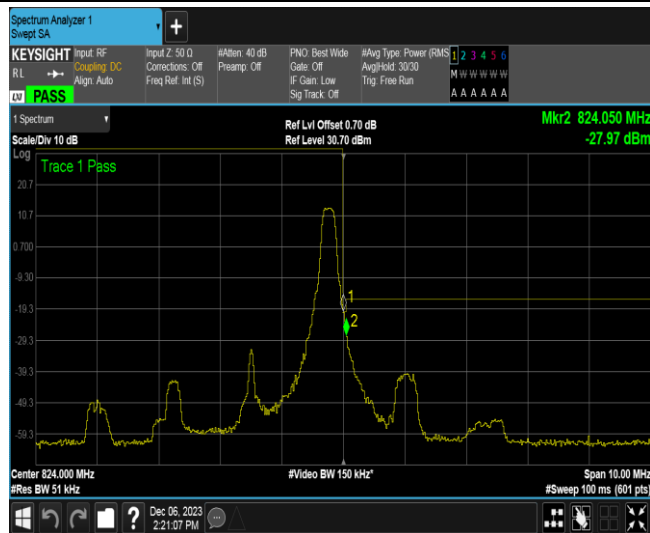 Spectrum Analyzer 1
Swept SA
+
KEYSIGHT
RL
LXI PASS
Input: RF
Coupling: DC
Align: Auto
Input Z: 50 Ω
Corrections: Off
Freq Ref: Int (S)
#Atten: 40 dB
Preamp: Off
PNO: Best Wide
Gate: Off
IF Gain: Low
Sig Track: Off
#Avg Type: Power (RMS
Avg|Hold: 30/30
Trig: Free Run
1 2 3 4 5 6
M W W W W W
A A A A A A
1 Spectrum
Scale/Div 10 dB
Ref Lvl Offset 0.70 dB
Ref Level 30.70 dBm
Mkr2 824.050 MHz
-27.97 dBm
Log
Trace 1 Pass
20.7
10.7
0.700
-9.30
-19.3
-29.3
-39.3
-49.3
-59.3
1
2
Center 824.000 MHz
#Video BW 150 kHz*
Span 10.00 MHz
#Res BW 51 kHz
#Sweep 100 ms (601 pts)
?
Dec 06, 2023
2:21:07 PM